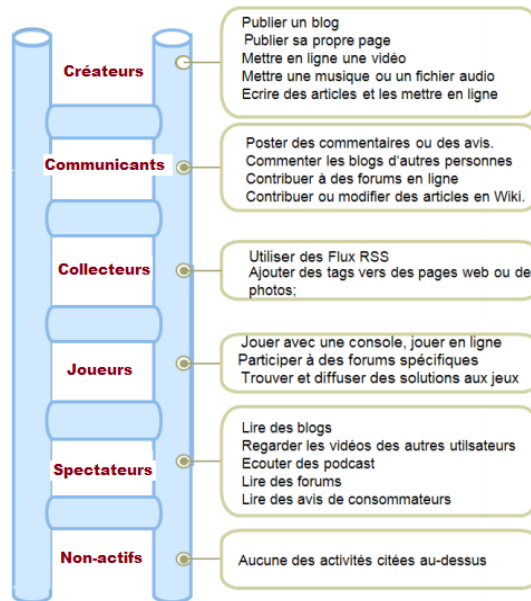 Créateurs
Publier un blog
Publier sa propre page
Mettre en ligne une vidéo
Mettre une musique ou un fichier audio
Ecrire des articles et les mettre en ligne
Communicants
Poster des commentaires ou des avis.
Commenter les blogs d'autres personnes
Contribuer à des forums en ligne
Contribuer ou modifier des articles en Wiki.
Collecteurs
Utiliser des Flux RSS
Ajouter des tags vers des pages web ou de
photos;
Joueurs
Jouer avec une console, jouer en ligne
Participer à des forums spécifiques
Trouver et diffuser des solutions aux jeux
Spectateurs
Lire des blogs
Regarder les vidéos des autres utilsateurs
Ecouter des podcast
Lire des forums
Lire des avis de consommateurs
Non-actifs
Aucune des activités citées au-dessus